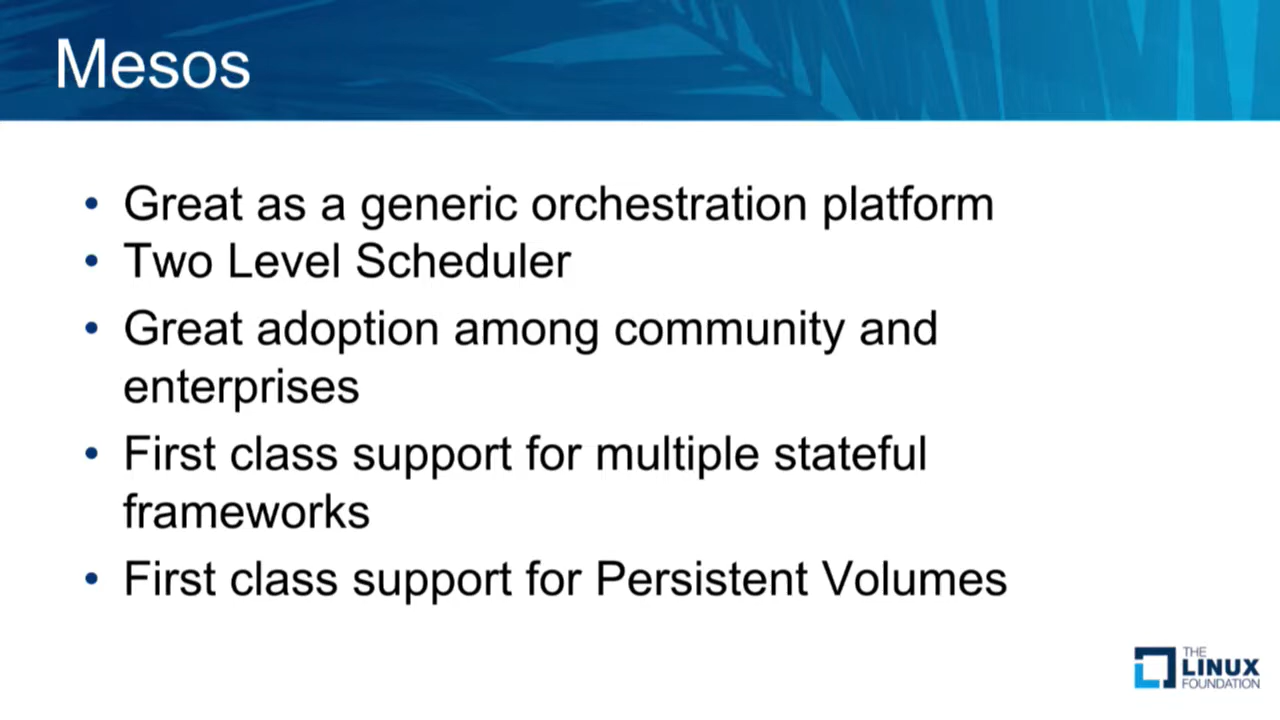 Mesos
• Great as a generic orchestration platform
• Two Level Scheduler
• Great adoption among community and
enterprises
• First class support for multiple stateful
frameworks
• First class support for Persistent Volumes
THE
LINUX
FOUNDATION